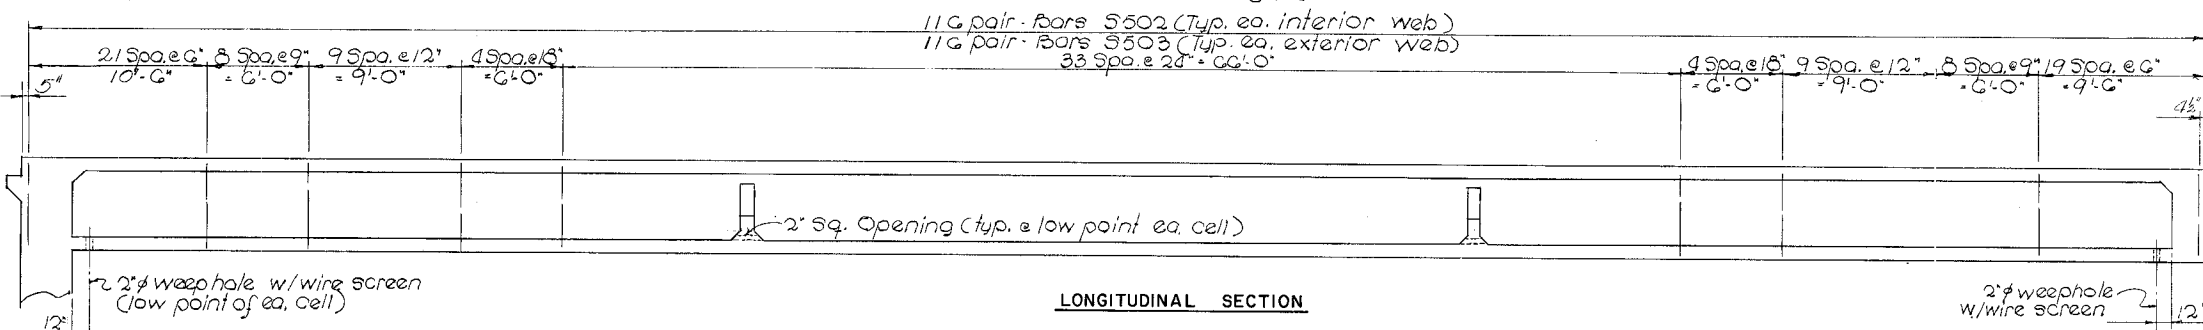 116 pair - Bars S502 (Typ. ea. interior web)
116 pair - Bars S503 (Typ. ea. exterior web)
21 Spa. @ 6" 8 Spa. @ 9" 9 Spa. @ 12" 4 Spa. @ 18" 33 Spa. @ 24" = 66'-0" 4 Spa. @ 18" 9 Spa. @ 12" 8 Spa. @ 9" 19 Spa. @ 6"
10'-6" = 6'-0" = 9'-0" = 6'-0" = 6'-0" = 9'-0" = 6'-0" = 9'-6"
5" 4½"
2" Sq. Opening (typ. @ low point ea. cell)
2"ϕ weephole w/wire screen
(low point of ea. cell)
12"
LONGITUDINAL SECTION
2"ϕ weephole
w/wire screen
12"